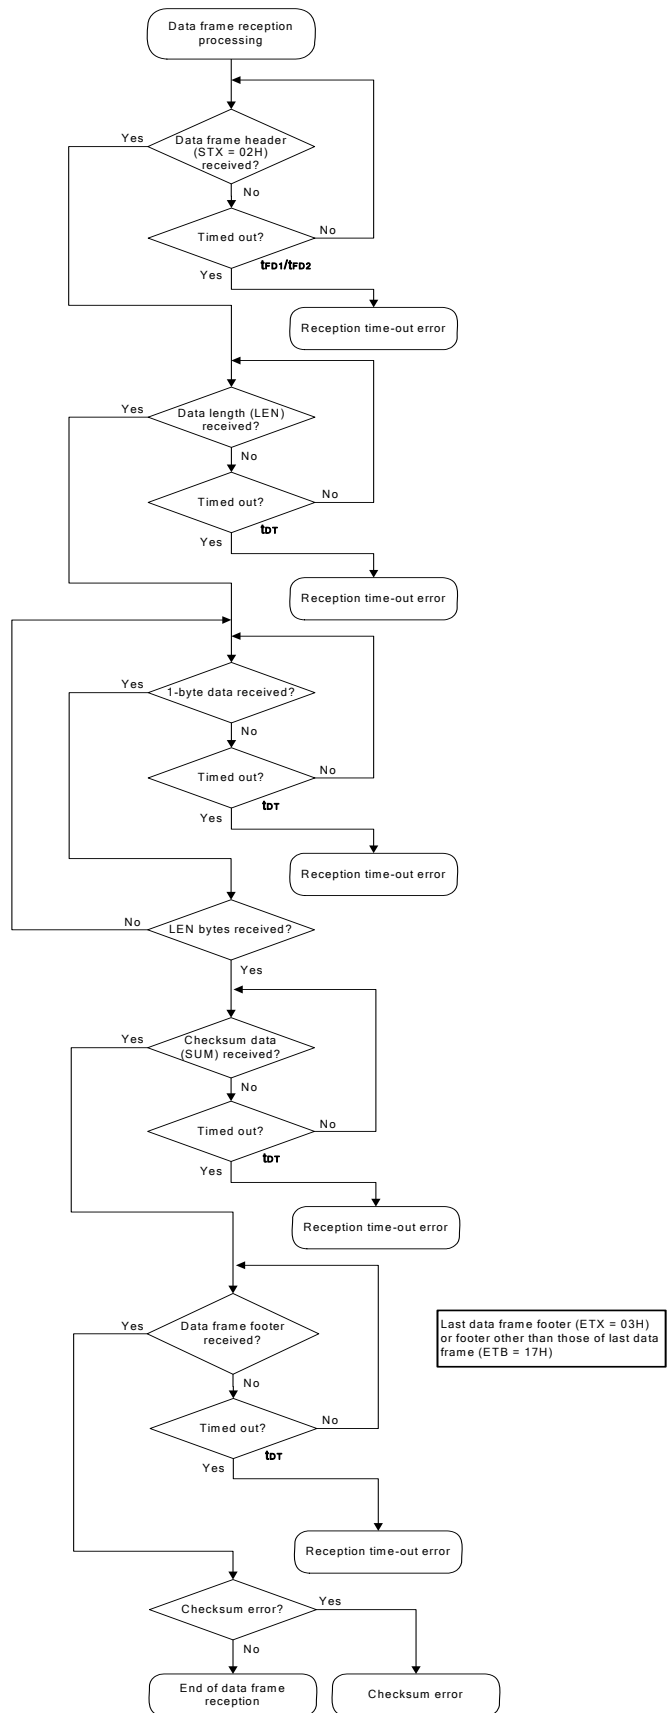 Data frame reception
processing
Yes
Data frame header
(STX = 02H)
received?
No
Timed out?
No
tFD1/tFD2
Yes
Reception time-out error
Yes
Data length (LEN)
received?
No
Timed out?
No
tDT
Yes
Reception time-out error
Yes
1-byte data received?
No
Timed out?
No
tDT
Yes
Reception time-out error
No
LEN bytes received?
Yes
Yes
Checksum data
(SUM) received?
No
Timed out?
No
tDT
Yes
Reception time-out error
Yes
Data frame footer
received?
Last data frame footer (ETX = 03H)
or footer other than those of last data
frame (ETB = 17H)
No
Timed out?
No
tDT
Yes
Reception time-out error
Checksum error?
Yes
No
End of data frame
reception
Checksum error